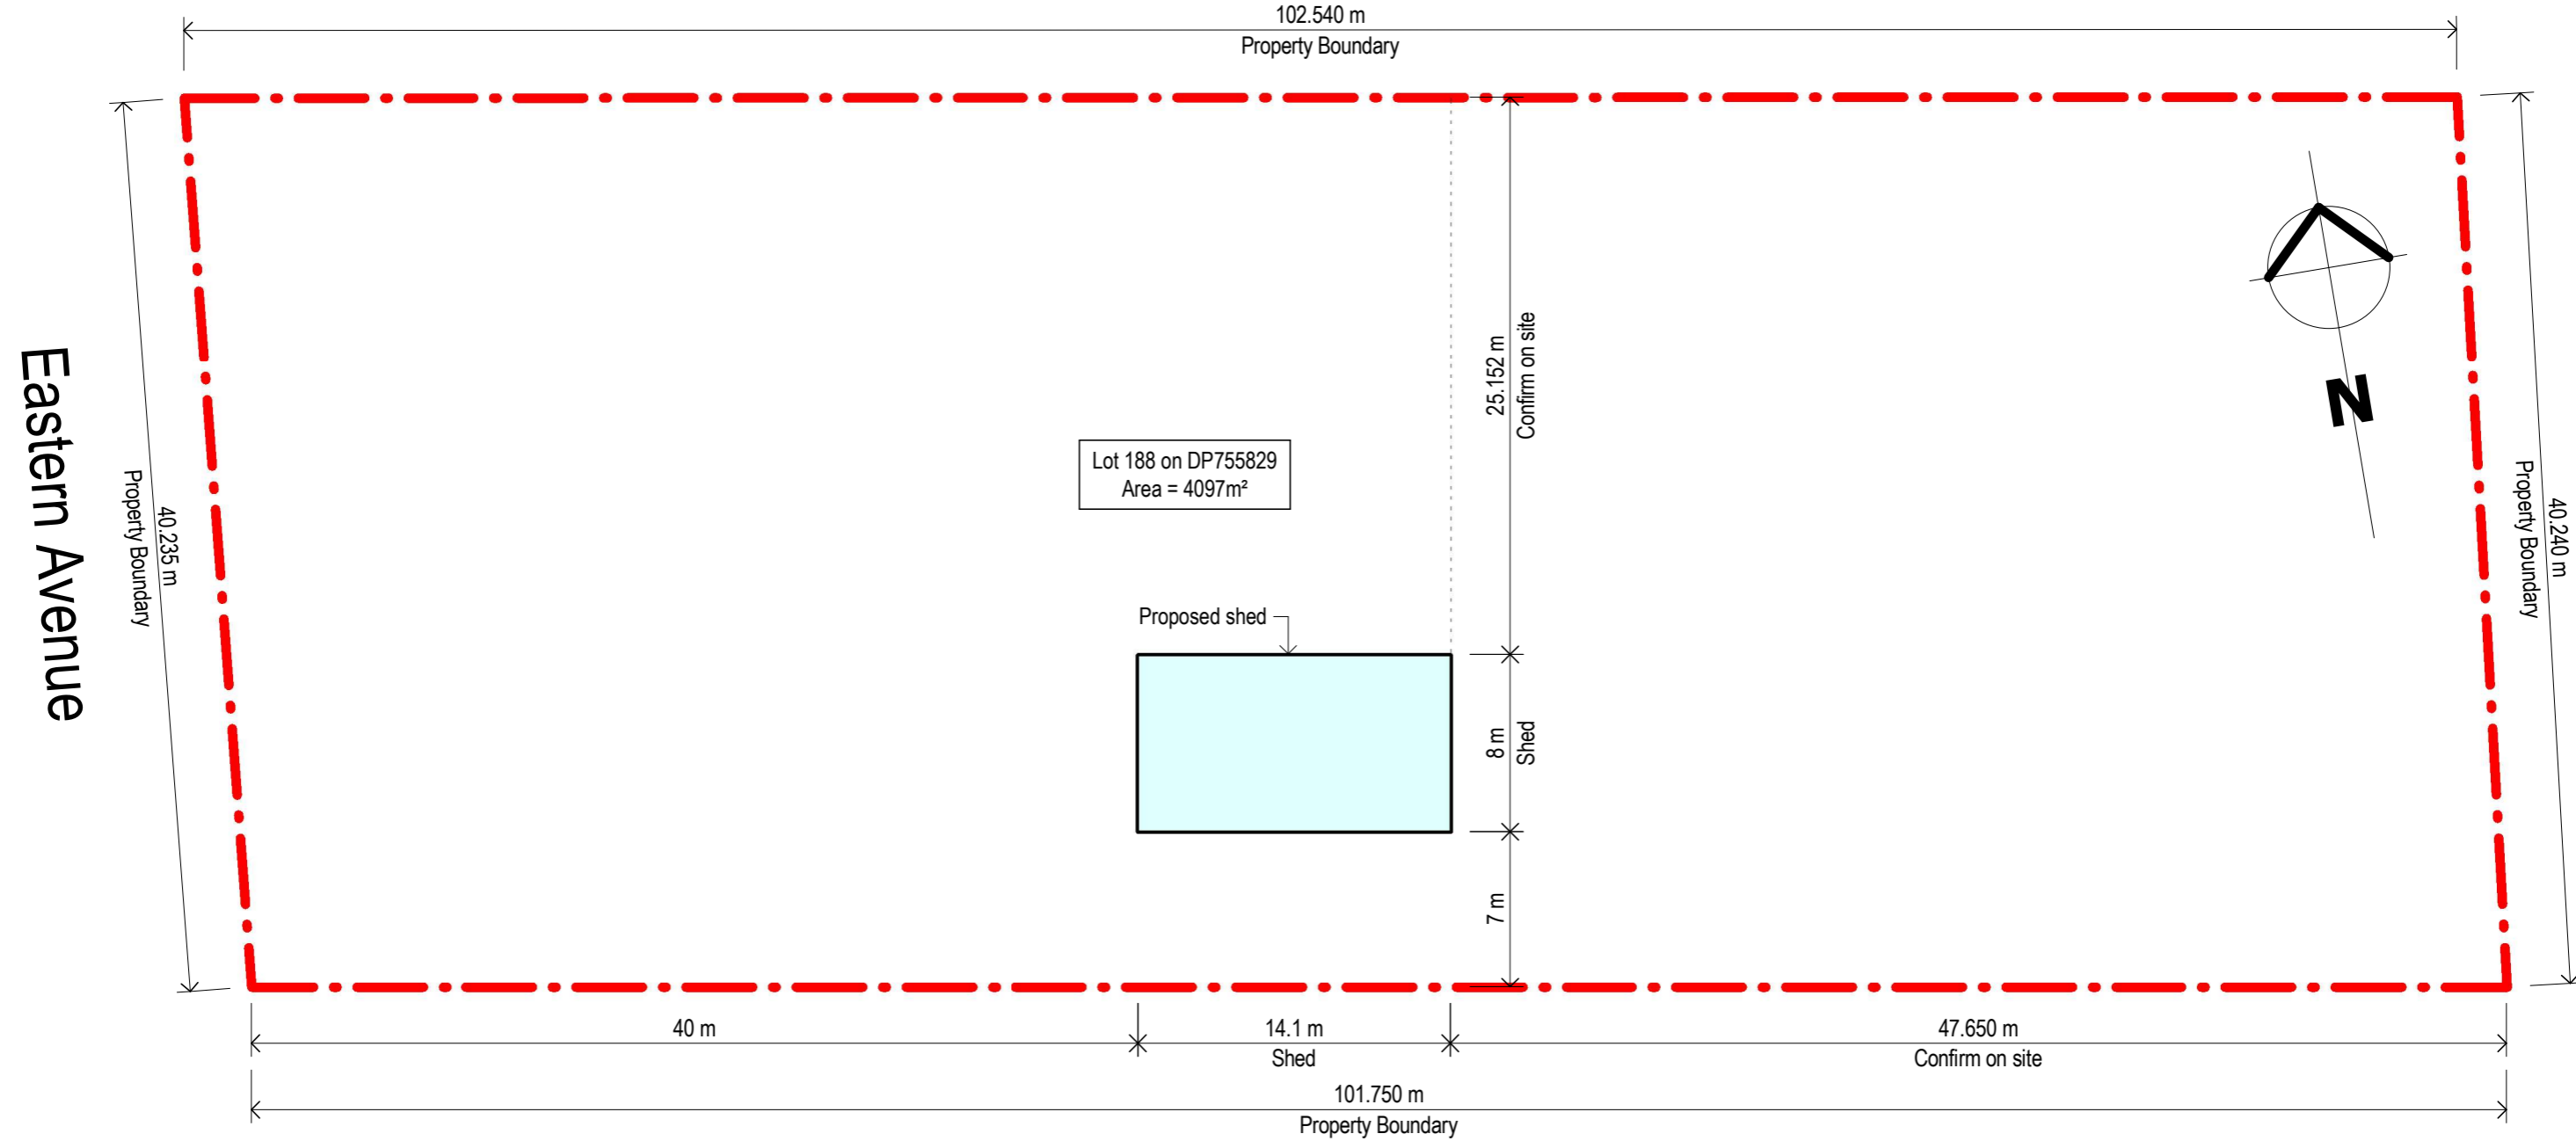 102.540 m
Property Boundary
Eastern Avenue
40.235 m
Property Boundary
Lot 188 on DP755829
Area = 4097m²
25.152 m
Confirm on site
N
40.240 m
Property Boundary
Proposed shed
8 m
Shed
7 m
40 m
14.1 m
Shed
47.650 m
Confirm on site
101.750 m
Property Boundary